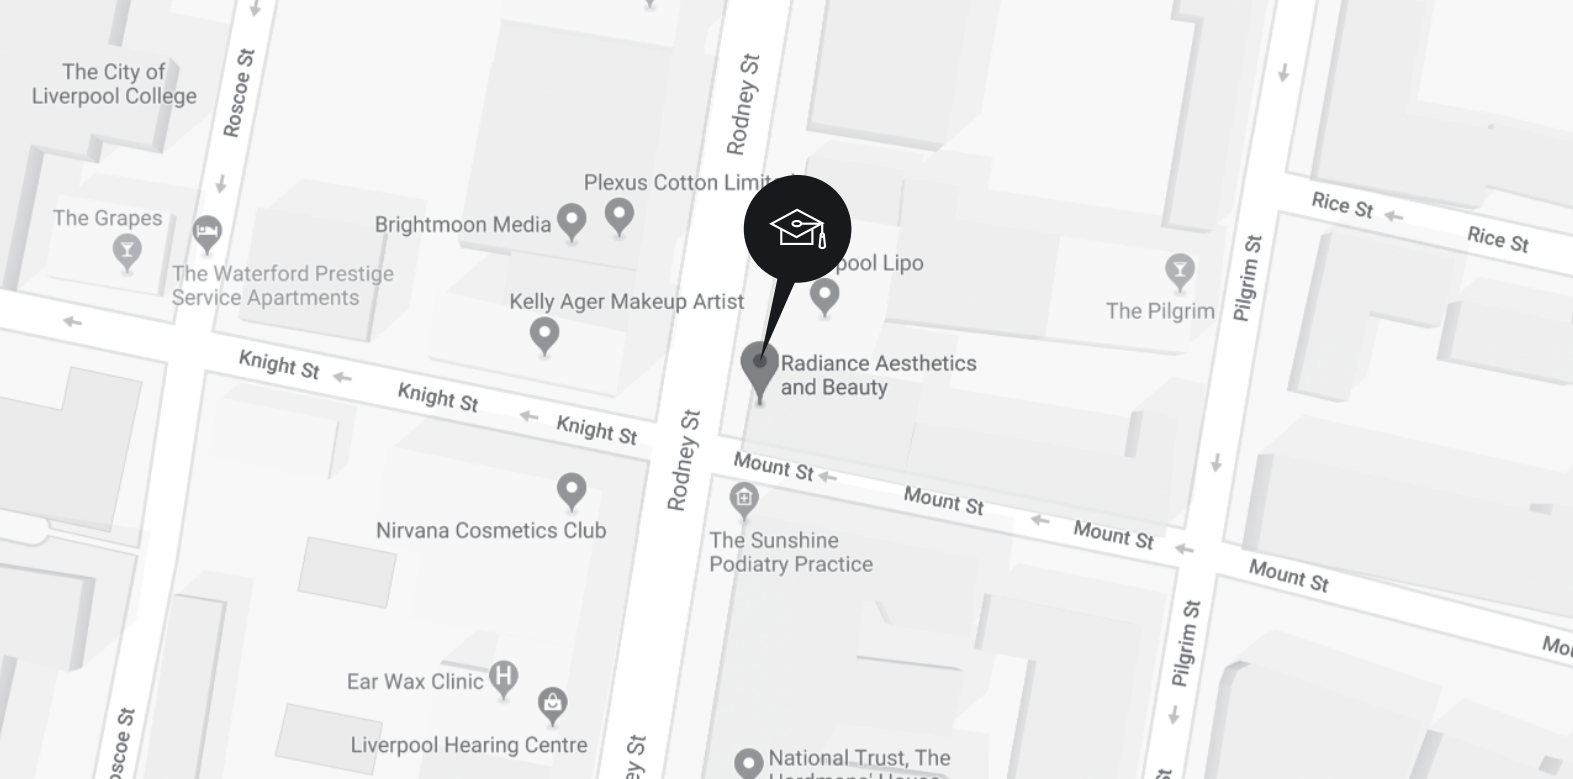 The City of
Liverpool College
Roscoe St
Rodney St
Plexus Cotton
Brightmoon Media
The Grapes
The Waterford Prestige
Service Apartments
Kelly Ager Makeup Artist
Lipo
The Pilgrim
Pilgrim St
Rice St
Rice St
Radiance Aesthetics
and Beauty
Knight St
Knight St
Knight St
Rodney St
Mount St
Mount St
Mount St
Mount St
Nirvana Cosmetics Club
The Sunshine
Podiatry Practice
Pilgrim St
Ear Wax Clinic
H
Liverpool Hearing Centre
National Trust, The
St